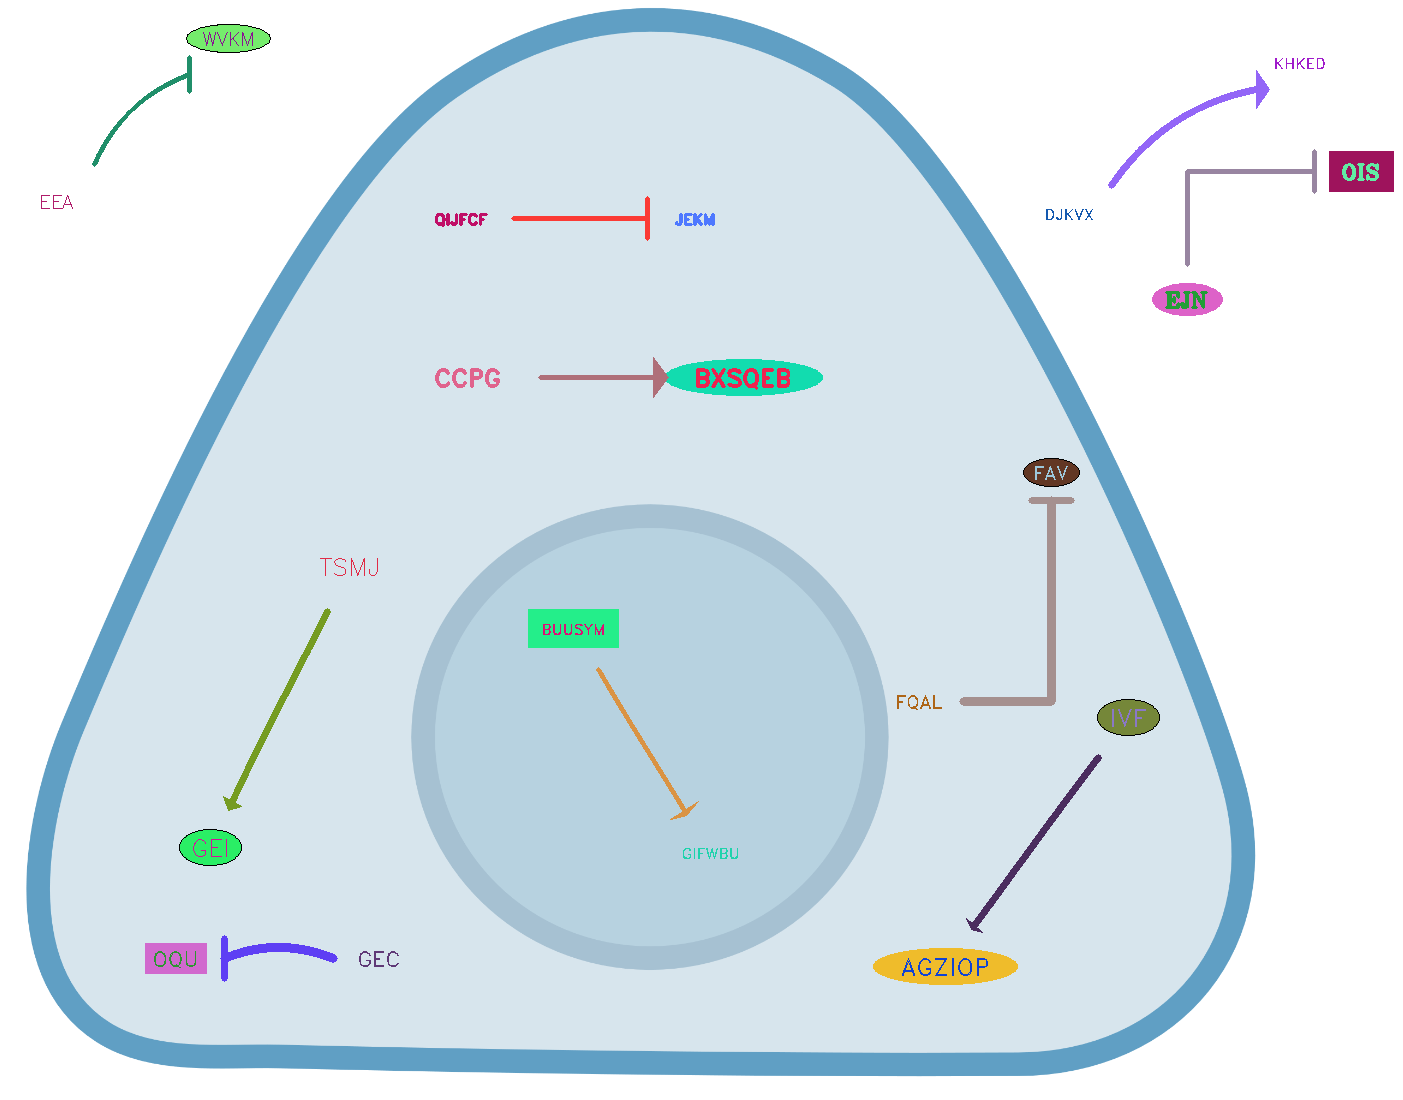 WVKM
KHKED
OIS
EEA
DJKVX
QIJFCF
JEKM
EJN
CCPG
BXSQEB
FAV
TSMJ
BUUSYM
FQAL
IVF
GEI
GIFWBU
OQU
GEC
AGZIOP